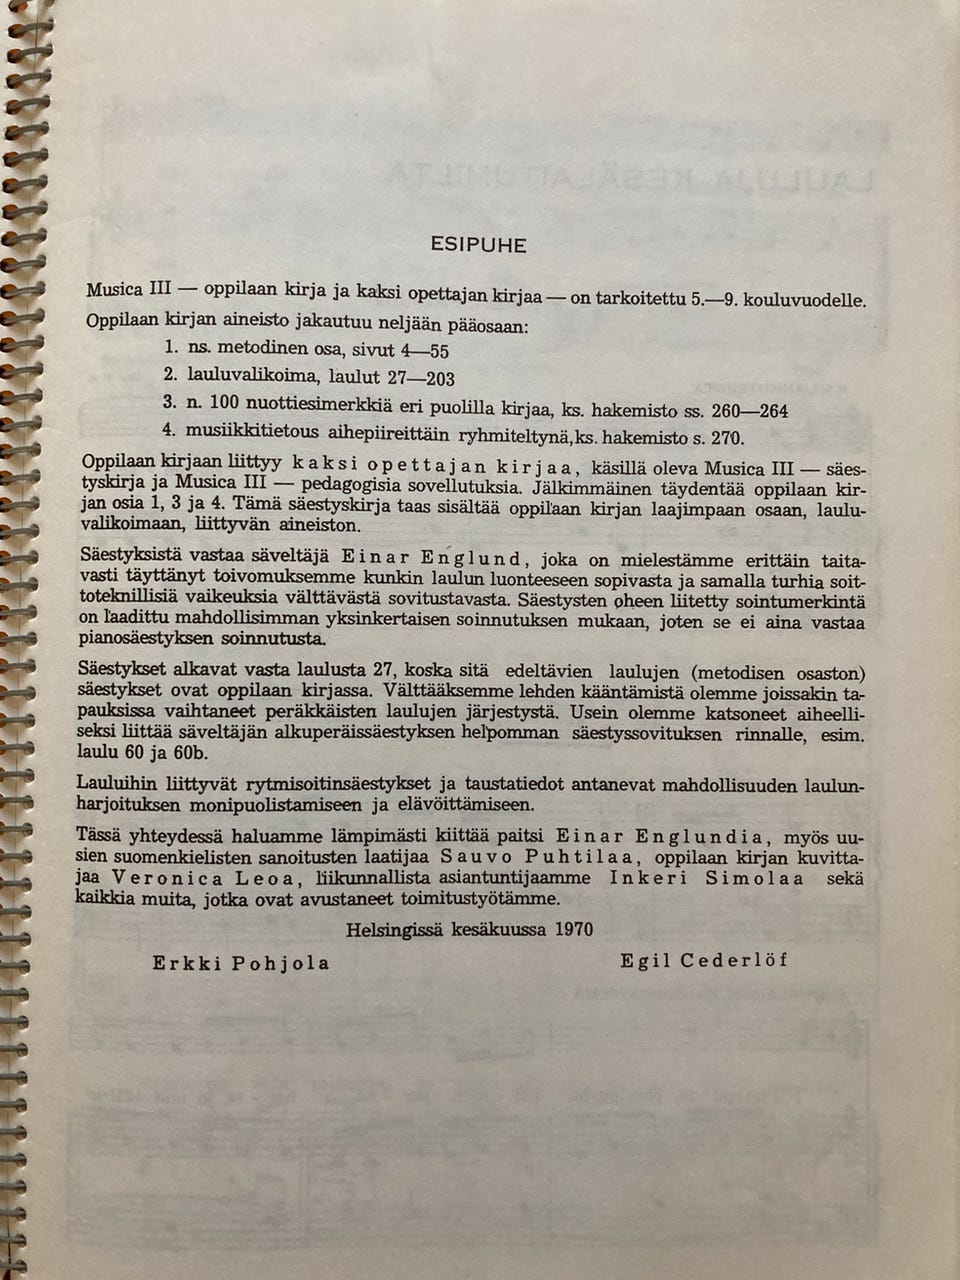 ESIPUHE
Musica III — oppilaan kirja ja kaksi opettajan kirjaa — on tarkoitettu 5.—9. kouluvuodelle.
Oppilaan kirjan aineisto jakautuu neljään pääosaan:
1. ns. metodinen osa, sivut 4—55
2. lauluvalikoima, laulut 27—203
3. n. 100 nuottiesimerkkiä eri puolilla kirjaa, ks. hakemisto ss. 260—264
4. musiikkitietous aihepiireittäin ryhmiteltynä, ks. hakemisto s. 270.
Oppilaan kirjaan liittyy kaksi opettajan kirjaa, käsillä oleva Musica III — säes-
tyskirja ja Musica III — pedagogisia sovellutuksia. Jälkimmäinen täydentää oppilaan kir-
jan osia 1, 3 ja 4. Tämä säestyskirja taas sisältää oppilaan kirjan laajimpaan osaan, laulu-
valikoimaan, liittyvän aineiston.
Säestyksistä vastaa säveltäjä Einar Englund, joka on mielestämme erittäin taita-
vasti täyttänyt toivomuksemme kunkin laulun luonteeseen sopivasta ja samalla turhia soit-
toteknillisiä vaikeuksia välttävästä sovitustavasta. Säestysten oheen liitetty sointumerkintä
on laadittu mahdollisimman yksinkertaisen soinnutuksen mukaan, joten se ei aina vastaa
pianosäestyksen soinnutusta.
Säestykset alkavat vasta laulusta 27, koska sitä edeltävien laulujen (metodisen osaston)
säestykset ovat oppilaan kirjassa. Välttääksemme lehden kääntämistä olemme joissakin ta-
pauksissa vaihtaneet peräkkäisten laulujen järjestystä. Usein olemme katsoneet aiheelli-
seksi liittää säveltäjän alkuperäissäestyksen helpomman säestyssovituksen rinnalle, esim.
laulu 60 ja 60b.
Lauluihin liittyvät rytmisoitinsäestykset ja taustatiedot antanevat mahdollisuuden laulun-
harjoituksen monipuolistamiseen ja elävöittämiseen.
Tässä yhteydessä haluamme lämpimästi kiittää paitsi Einar Englundia, myös uu-
sien suomenkielisten sanoitusten laatijaa Sauvo Puhtilaa, oppilaan kirjan kuvitta-
jaa Veronica Leoa, liikunnallista asiantuntijaamme Inkeri Simolaa sekä
kaikkia muita, jotka ovat avustaneet toimitustyötämme.
Helsingissä kesäkuussa 1970
Erkki Pohjola Egil Cederlöf